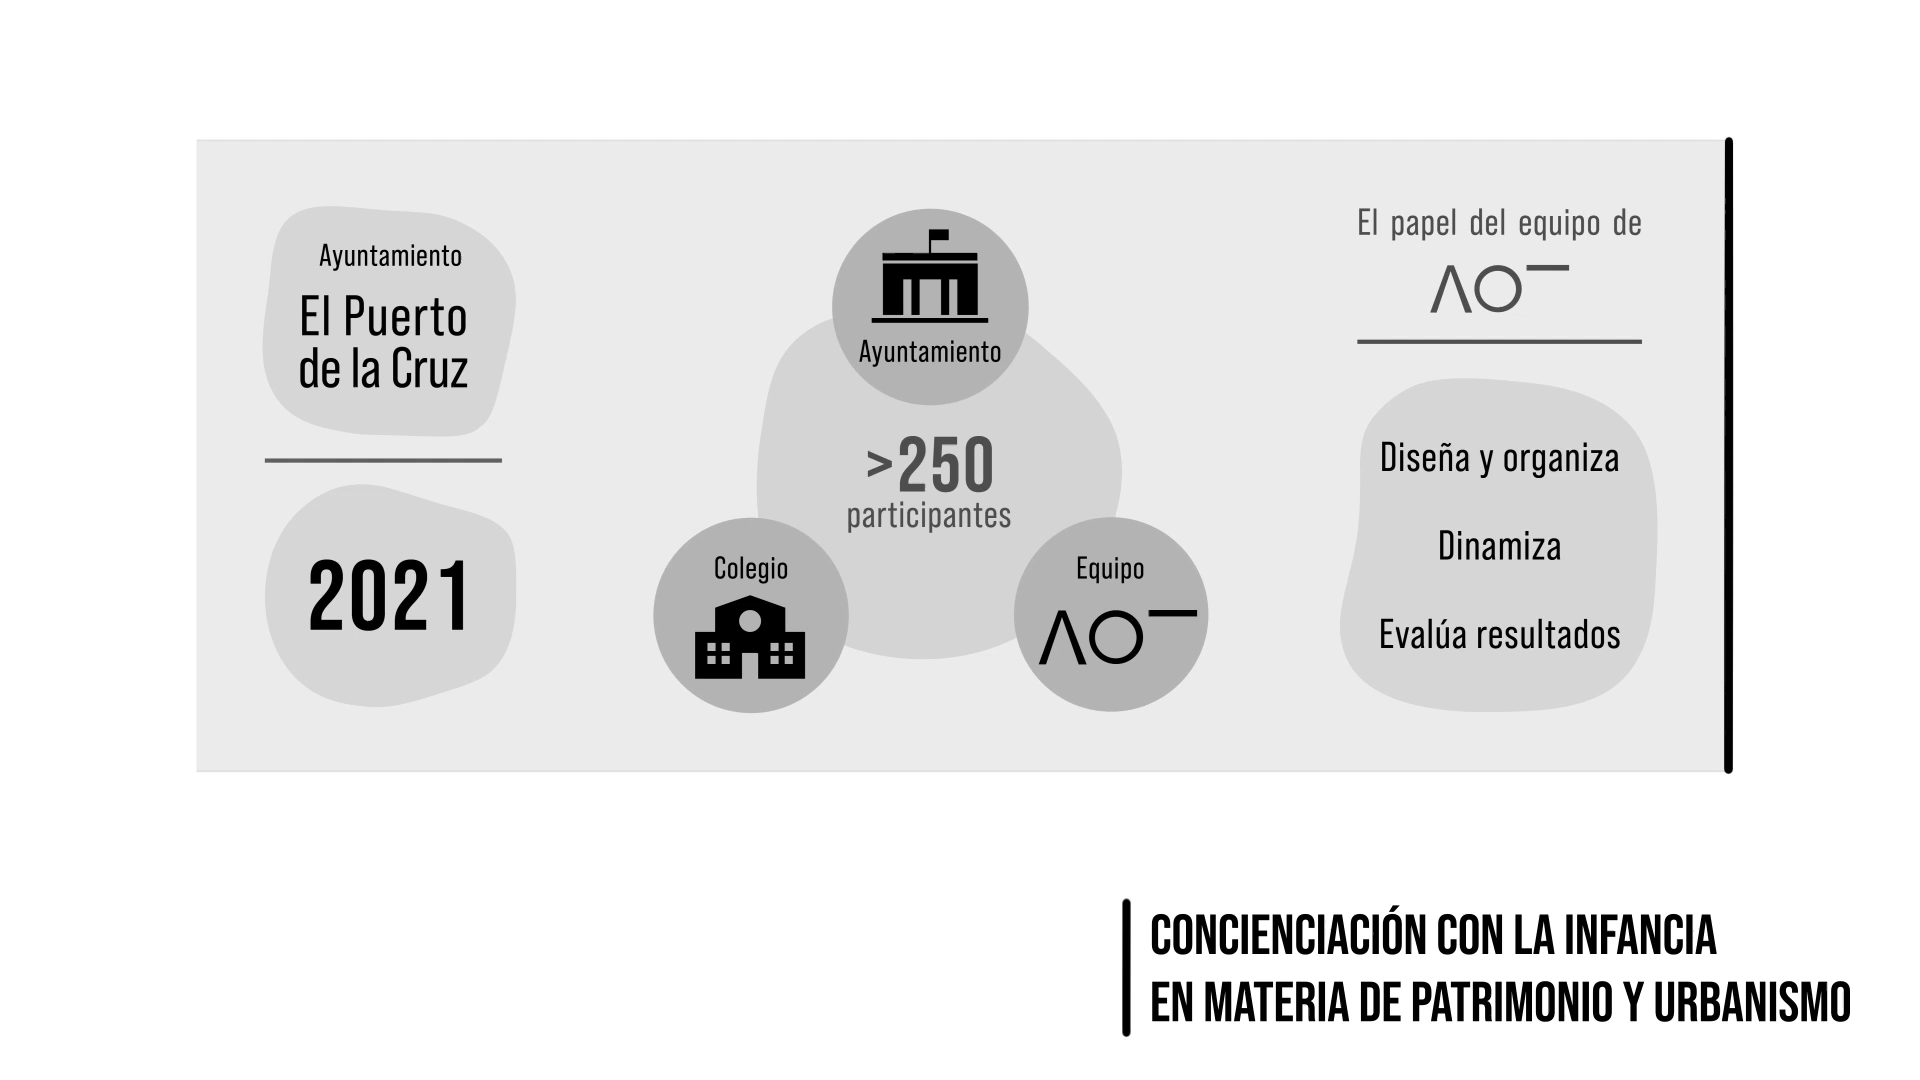 Ayuntamiento
El Puerto
de la Cruz
2021
Ayuntamiento
>250
participantes
Colegio
Equipo
ΛO‾
El papel del equipo de
ΛO‾
Diseña y organiza
Dinamiza
Evalúa resultados
CONCIENCIACIÓN CON LA INFANCIA
EN MATERIA DE PATRIMONIO Y URBANISMO